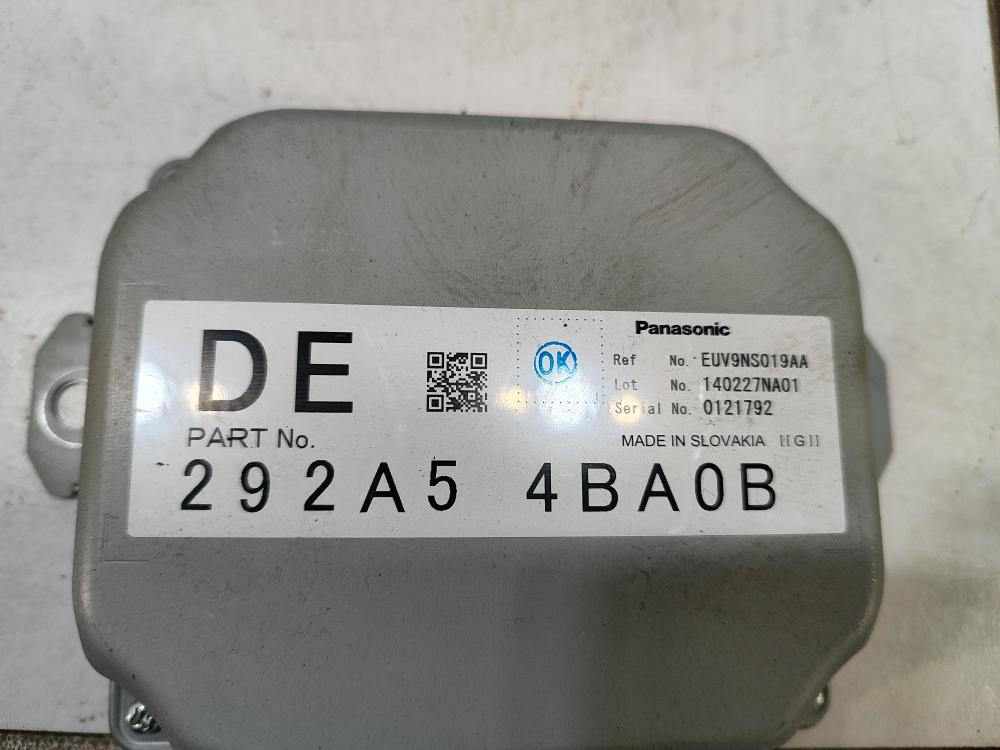 DE
OK
Panasonic
Ref No. EUV9NS019AA
Lot No. 140227NA01
Serial No. 0121792
MADE IN SLOVAKIA [[G]]
PART No.
292A5 4BA0B